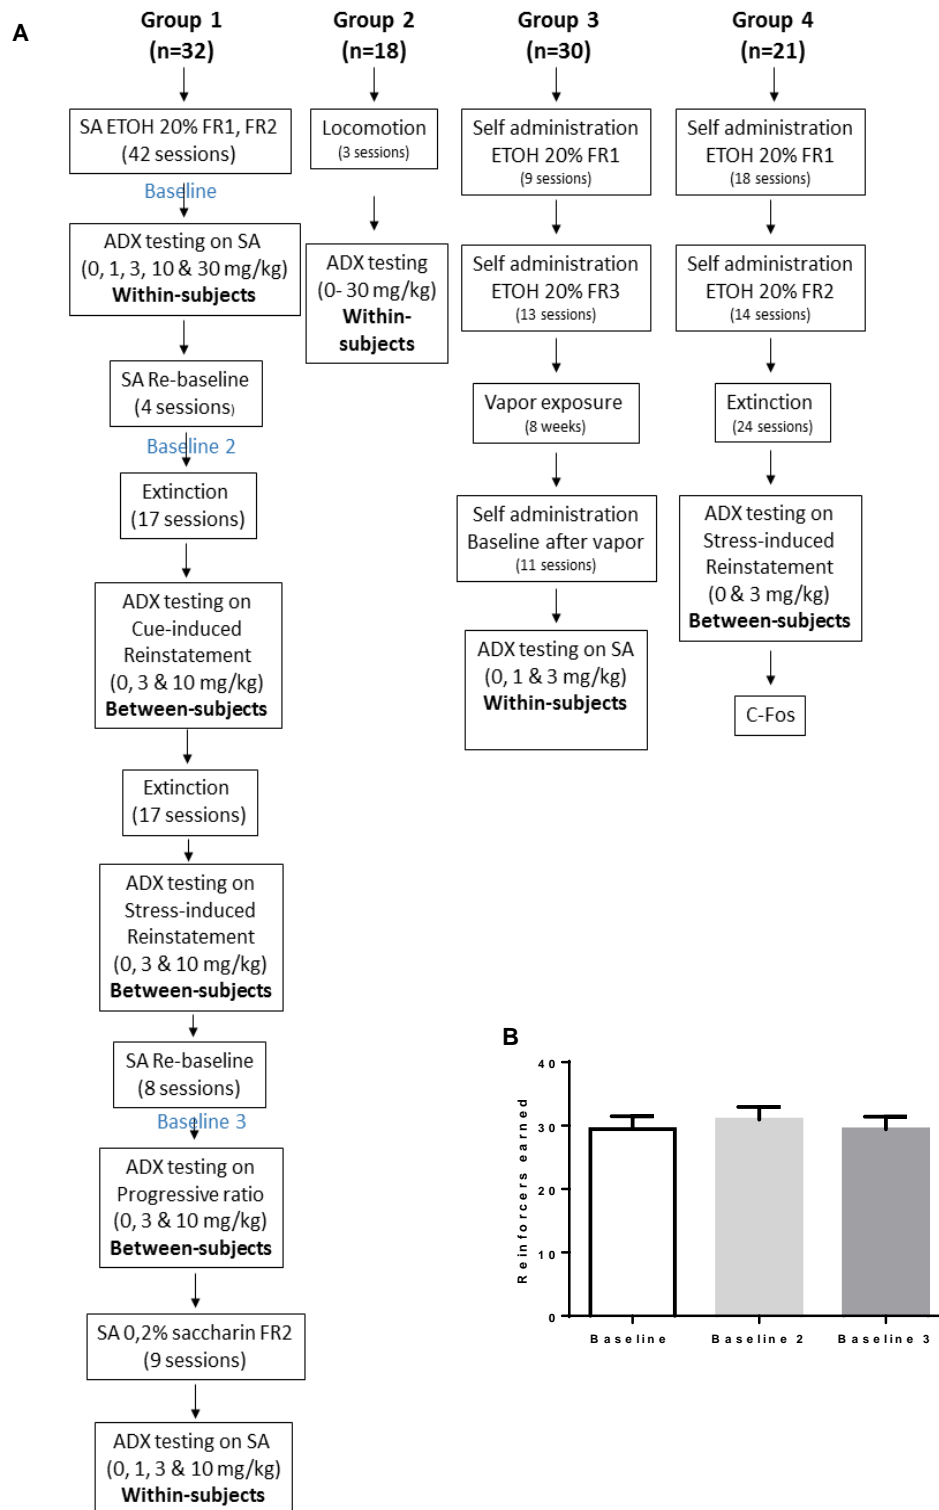 A
Group 1
(n=32)
SA ETOH 20% FR1, FR2
(42 sessions)
Baseline
ADX testing on SA
(0, 1, 3, 10 & 30 mg/kg)
Within-subjects
SA Re-baseline
(4 sessions)
Baseline 2
Extinction
(17 sessions)
ADX testing on
Cue-induced
Reinstatement
(0, 3 & 10 mg/kg)
Between-subjects
Extinction
(17 sessions)
ADX testing on
Stress-induced
Reinstatement
(0, 3 & 10 mg/kg)
Between-subjects
SA Re-baseline
(8 sessions)
Baseline 3
ADX testing on
Progressive ratio
(0, 3 & 10 mg/kg)
Between-subjects
SA 0,2% saccharin FR2
(9 sessions)
ADX testing on SA
(0, 1, 3 & 10 mg/kg)
Within-subjects
Group 2
(n=18)
Locomotion
(3 sessions)
ADX testing
(0- 30 mg/kg)
Within-
subjects
Group 3
(n=30)
Self administration
ETOH 20% FR1
(9 sessions)
Self administration
ETOH 20% FR3
(13 sessions)
Vapor exposure
(8 weeks)
Self administration
Baseline after vapor
(11 sessions)
ADX testing on SA
(0, 1 & 3 mg/kg)
Within-subjects
Group 4
(n=21)
Self administration
ETOH 20% FR1
(18 sessions)
Self administration
ETOH 20% FR2
(14 sessions)
Extinction
(24 sessions)
ADX testing on
Stress-induced
Reinstatement
(0 & 3 mg/kg)
Between-subjects
C-Fos
B
Reinforcers earned
40
30
20
10
0
Baseline
Baseline 2
Baseline 3